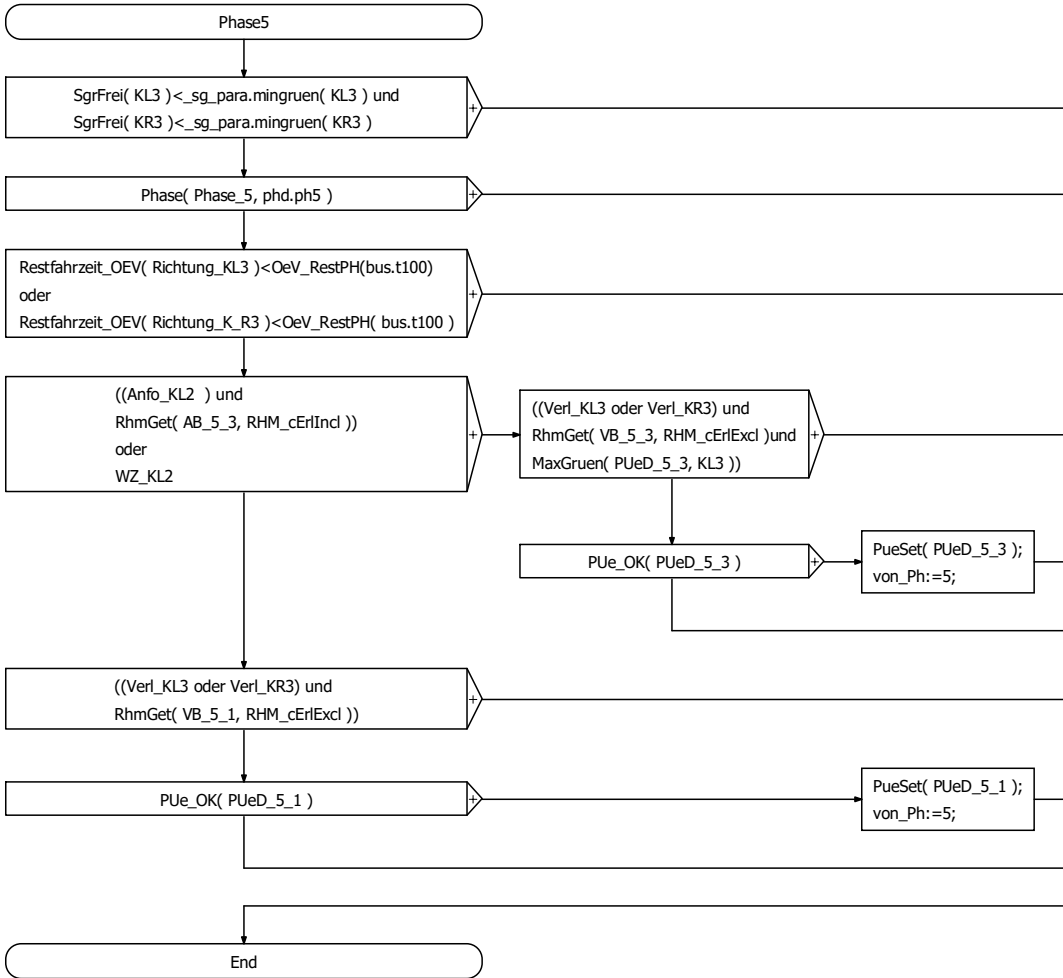 Phase5
SgrFrei( KL3 )<_sg_para.mingruen( KL3 ) und
SgrFrei( KR3 )<_sg_para.mingruen( KR3 )
+
Phase( Phase_5, phd.ph5 )
+
Restfahrzeit_OEV( Richtung_KL3 )<OeV_RestPH(bus.t100)
oder
Restfahrzeit_OEV( Richtung_K_R3 )<OeV_RestPH( bus.t100 )
+
((Anfo_KL2 ) und
RhmGet( AB_5_3, RHM_cErlIncl ))
oder
WZ_KL2
+
((Verl_KL3 oder Verl_KR3) und
RhmGet( VB_5_3, RHM_cErlExcl )und
MaxGruen( PUeD_5_3, KL3 ))
+
PUe_OK( PUeD_5_3 )
+
PueSet( PUeD_5_3 );
von_Ph:=5;
((Verl_KL3 oder Verl_KR3) und
RhmGet( VB_5_1, RHM_cErlExcl ))
+
PUe_OK( PUeD_5_1 )
+
PueSet( PUeD_5_1 );
von_Ph:=5;
End